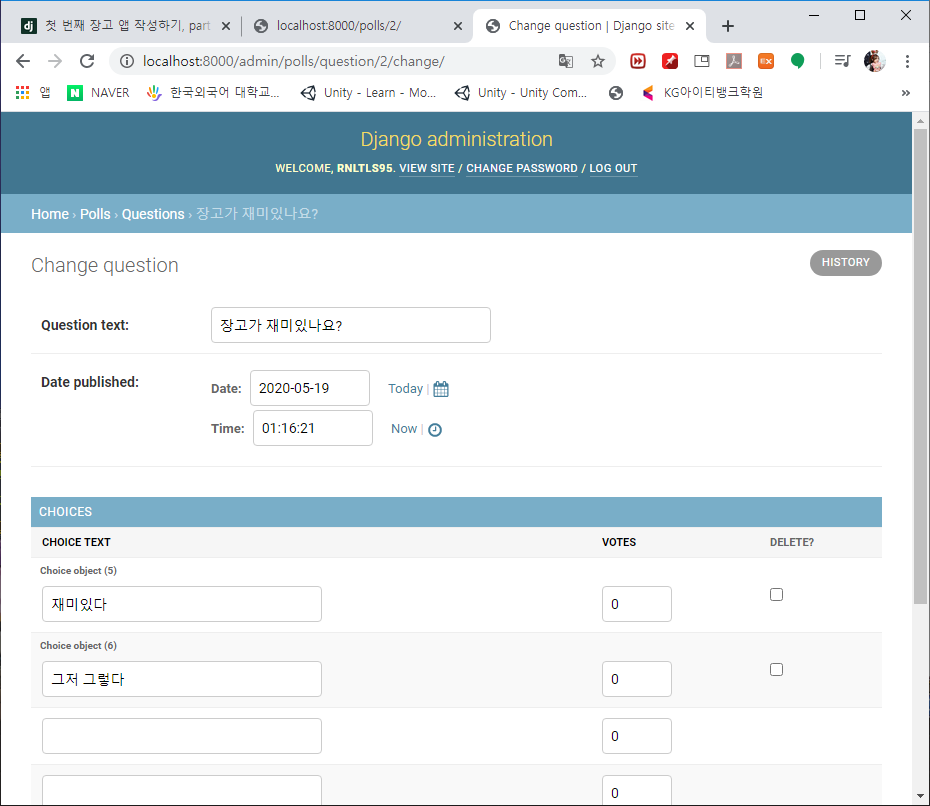 첫 번째 장고 앱 작성하기, part
localhost:8000/polls/2/
Change question | Django site
localhost:8000/admin/polls/question/2/change/
앱
NAVER
한국외국어 대학교...
Unity - Learn - Mo...
Unity - Unity Com...
KG아이티뱅크학원
Django administration
WELCOME, RNLTLS95. VIEW SITE / CHANGE PASSWORD / LOG OUT
Home › Polls › Questions › 장고가 재미있나요?
Change question
HISTORY
Question text:
장고가 재미있나요?
Date published:
Date:
2020-05-19
Today |
Time:
01:16:21
Now |
CHOICES
CHOICE TEXT
VOTES
DELETE?
Choice object (5)
재미있다
0
Choice object (6)
그저 그렇다
0
0
0